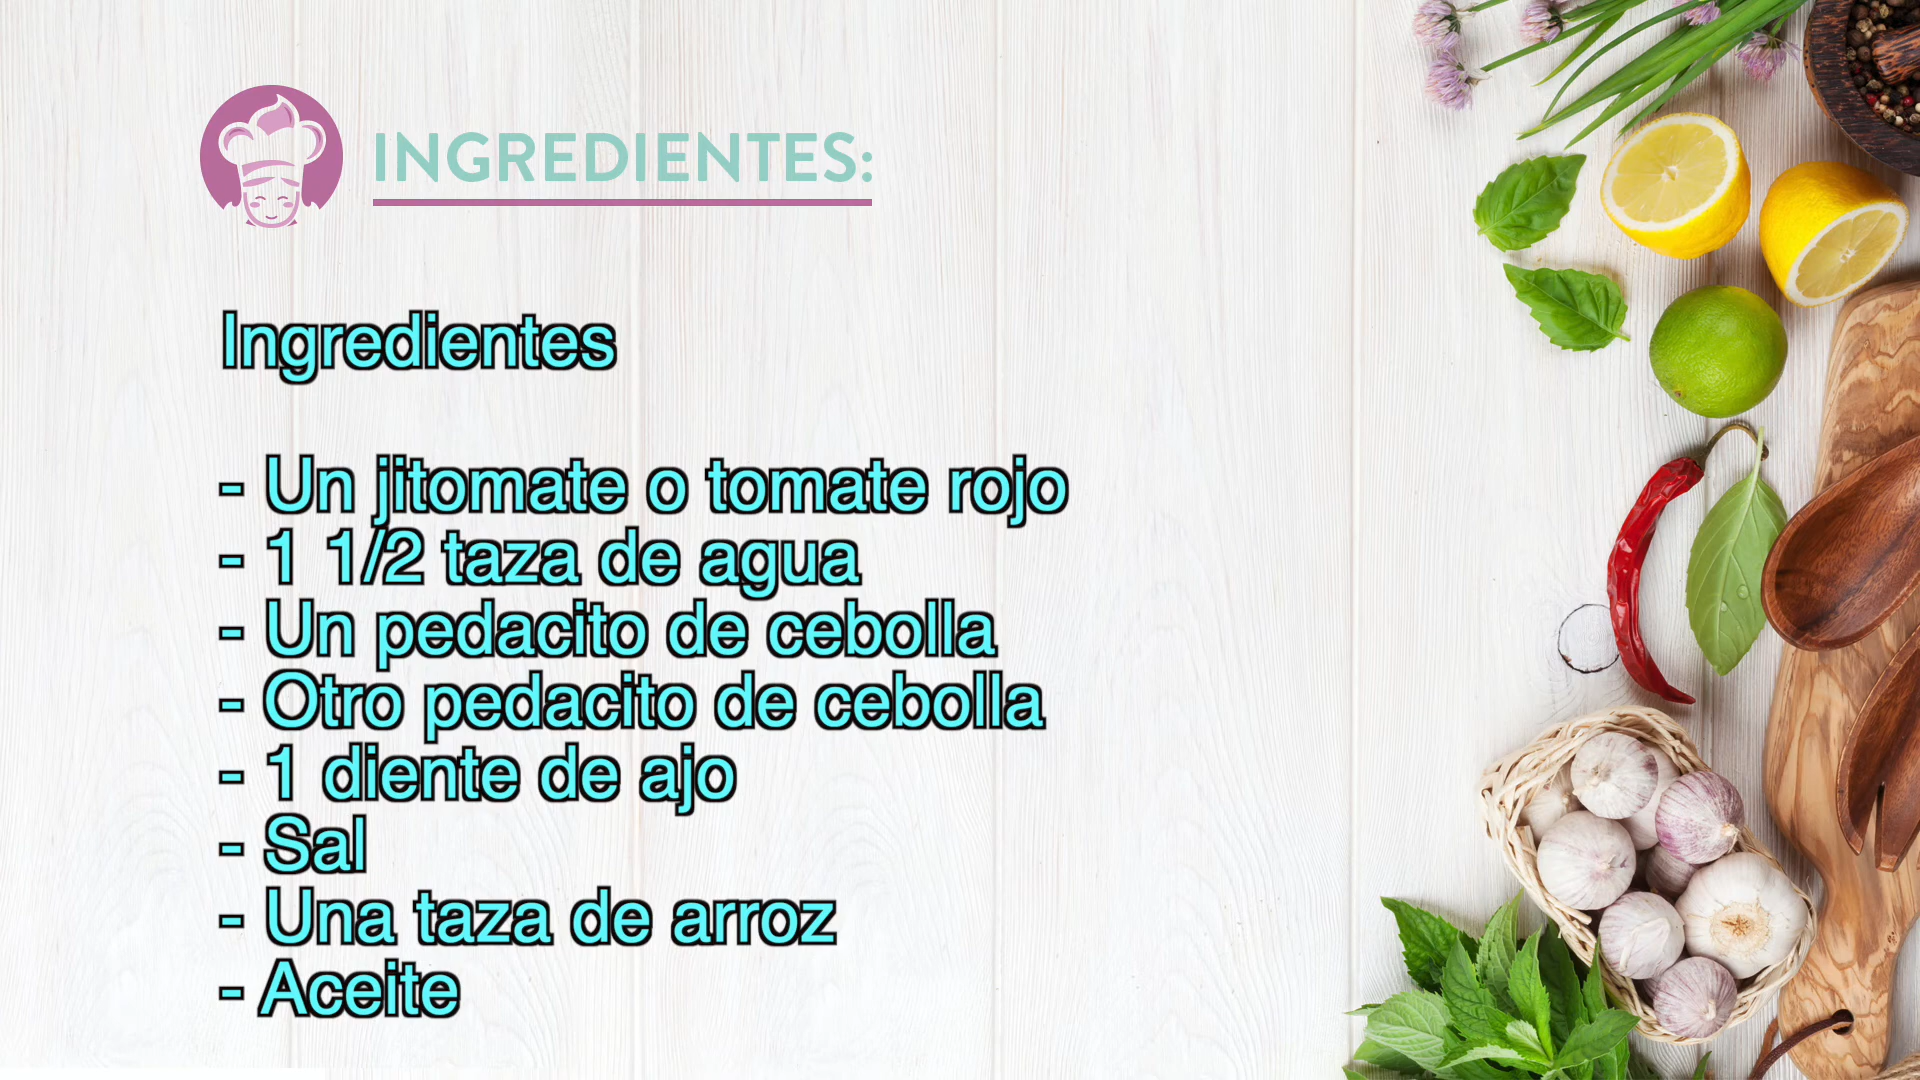 INGREDIENTES:
Ingredientes
- Un jitomate o tomate rojo
- 1 1/2 taza de agua
- Un pedacito de cebolla
- Otro pedacito de cebolla
- 1 diente de ajo
- Sal
- Una taza de arroz
- Aceite